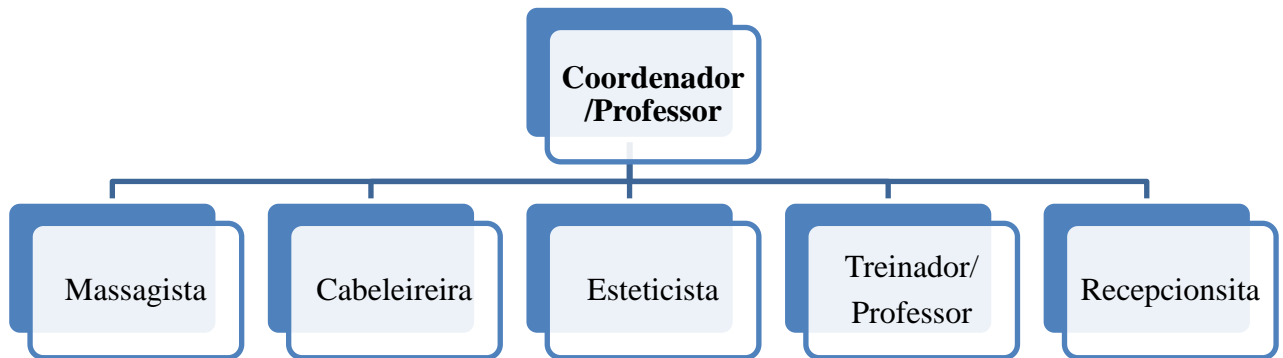 Coordenador
/Professor
Massagista
Cabeleireira
Esteticista
Treinador/
Professor
Recepcionsita